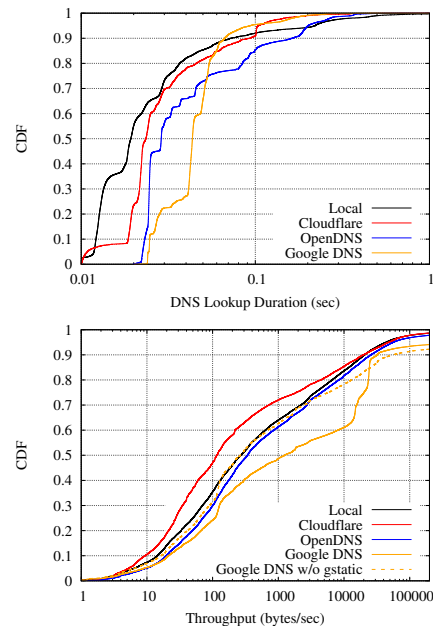 1
0.9
0.8
0.7
0.6
0.5
0.4
0.3
0.2
0.1
0
CDF
Local
Cloudflare
OpenDNS
Google DNS
0.01 0.1 1
DNS Lookup Duration (sec)
1
0.9
0.8
0.7
0.6
0.5
0.4
0.3
0.2
0.1
0
CDF
Local
Cloudflare
OpenDNS
Google DNS
Google DNS w/o gstatic
1 10 100 1000 10000 100000
Throughput (bytes/sec)